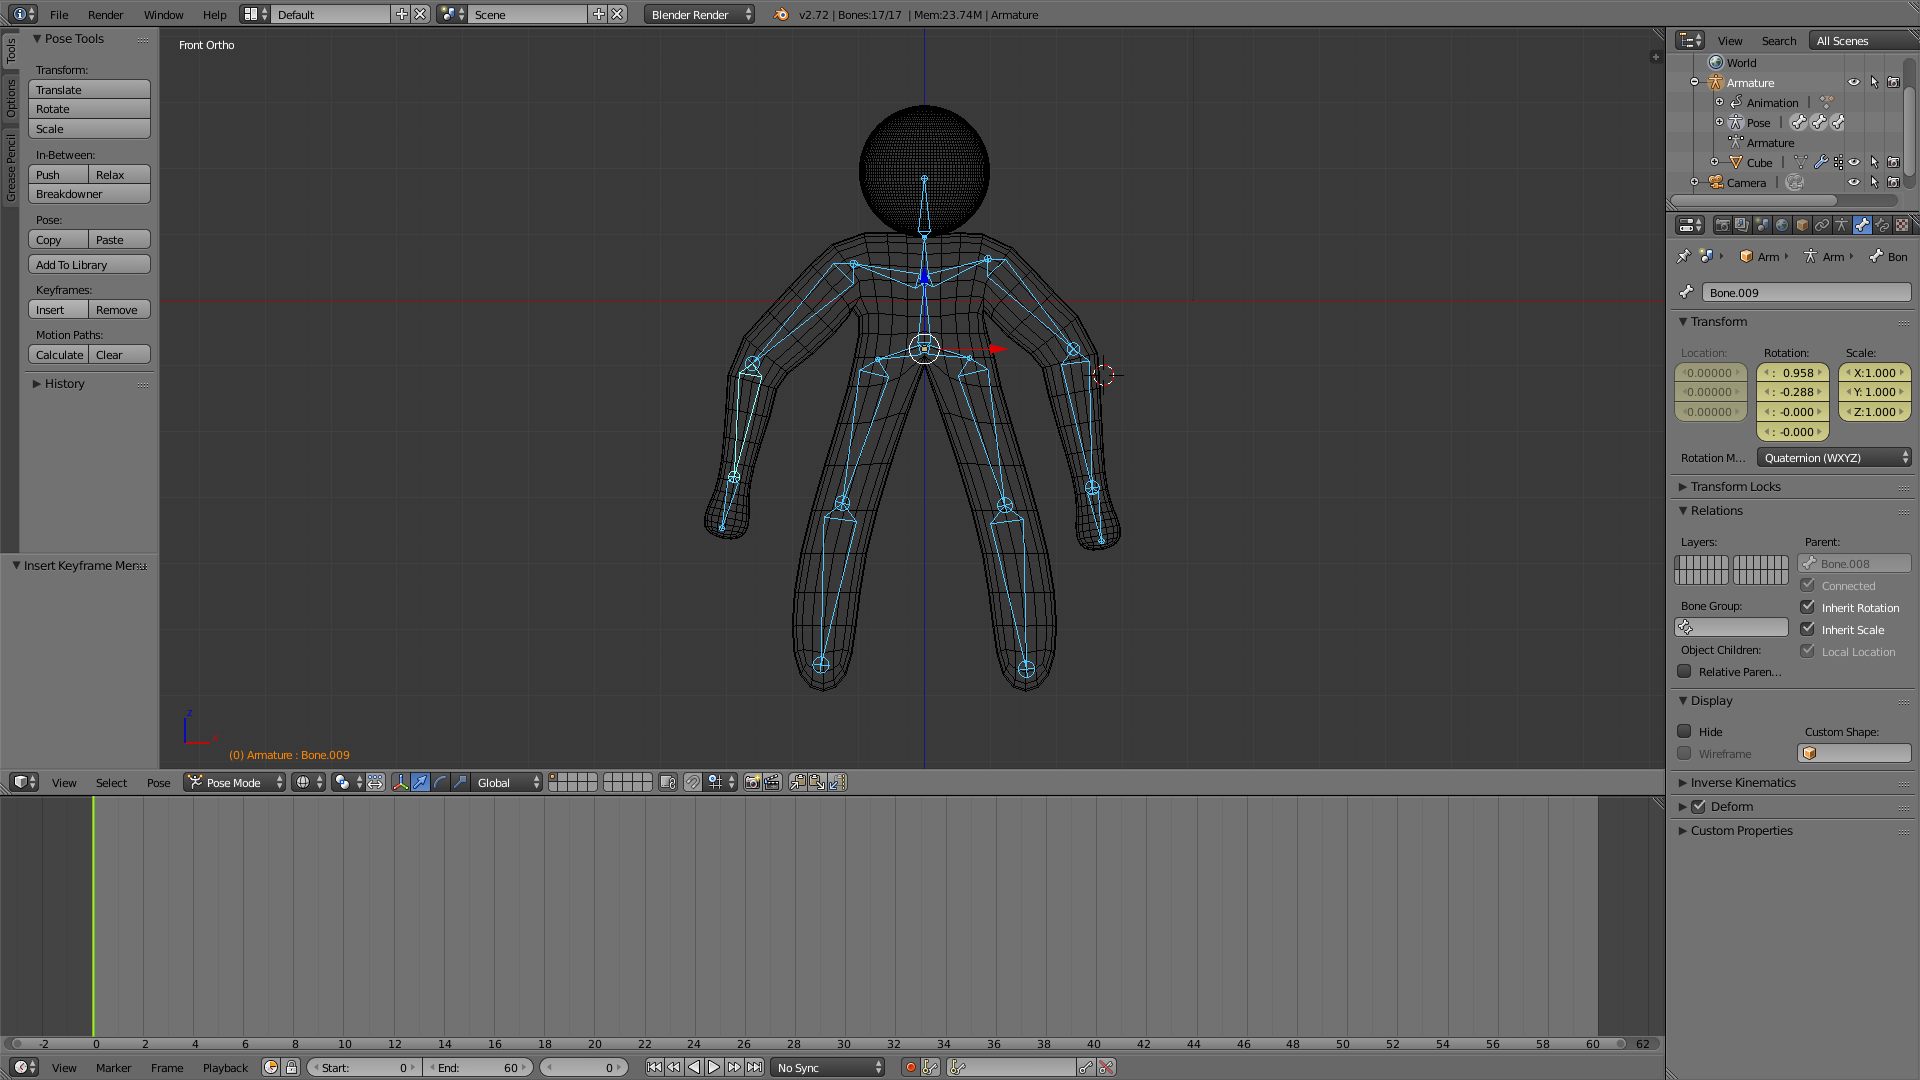 File Render Window Help Default Scene Blender Render v2.72 | Bones:17/17 | Mem:23.74M | Armature
Tools
Options
Grease Pencil
Pose Tools
Transform:
Translate
Rotate
Scale
In-Between:
Push Relax
Breakdowner
Pose:
Copy Paste
Add To Library
Keyframes:
Insert Remove
Motion Paths:
Calculate Clear
History
Insert Keyframe Menu
Front Ortho
z
x
(0) Armature : Bone.009
View Select Pose Pose Mode Global
-2 0 2 4 6 8 10 12 14 16 18 20 22 24 26 28 30 32 34 36 38 40 42 44 46 48 50 52 54 56 58 60 62
View Marker Frame Playback Start: 0 End: 60 0 No Sync
View Search All Scenes
World
Armature
Animation
Pose
Armature
Cube
Camera
Arm Arm Bon
Bone.009
Transform
Location: Rotation: Scale:
0.00000 : 0.958 X:1.000
0.00000 : -0.288 Y: 1.000
0.00000 : -0.000 Z:1.000
: -0.000
Rotation M... Quaternion (WXYZ)
Transform Locks
Relations
Layers: Parent:
Bone.008
Connected
Bone Group: Inherit Rotation
Inherit Scale
Object Children: Local Location
Relative Paren...
Display
Hide Custom Shape:
Wireframe
Inverse Kinematics
Deform
Custom Properties